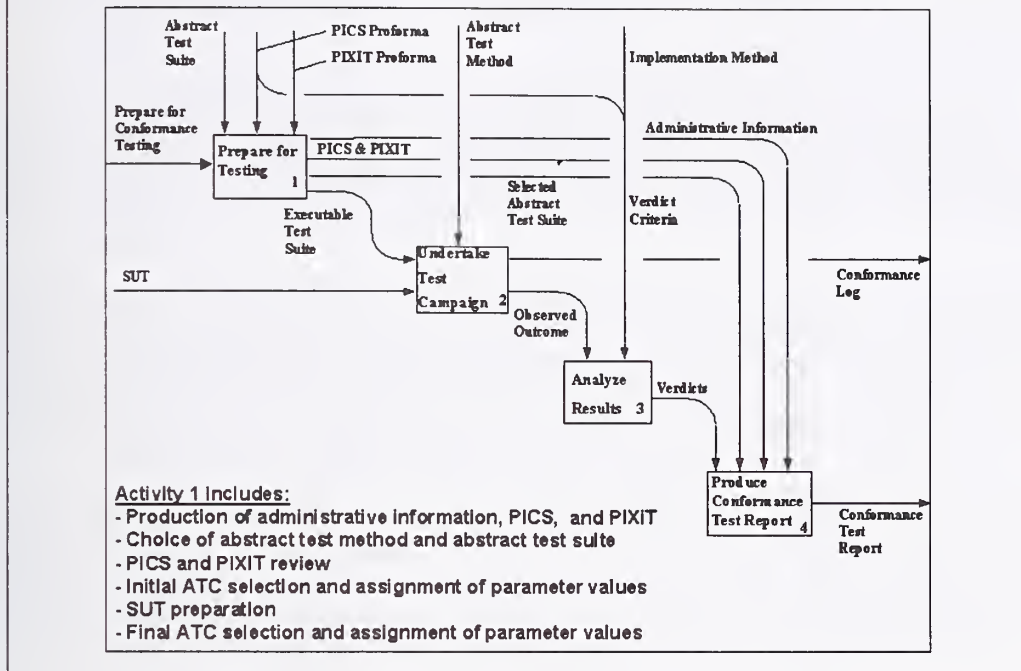 Abstract
Test
Suite
PICS Proforma
PIXIT Proforma
Abstract
Test
Method
Implementation Method
Prepare for
Conformance
Testing
Administrative Information
Prepare for
Testing
1
PICS & PIXIT
Selected
Abstract
Test Suite
Verdict
Criteria
Executable
Test
Suite
Undertake
Test
Campaign 2
SUT
Conformance
Log
Observed
Outcome
Analyze
Results 3
Verdicts
Produce
Conformance
Test Report 4
Conformance
Test
Report
Activity 1 includes:
- Production of administrative information, PICS, and PIXIT
- Choice of abstract test method and abstract test suite
- PICS and PIXIT review
- Initial ATC selection and assignment of parameter values
- SUT preparation
- Final ATC selection and assignment of parameter values